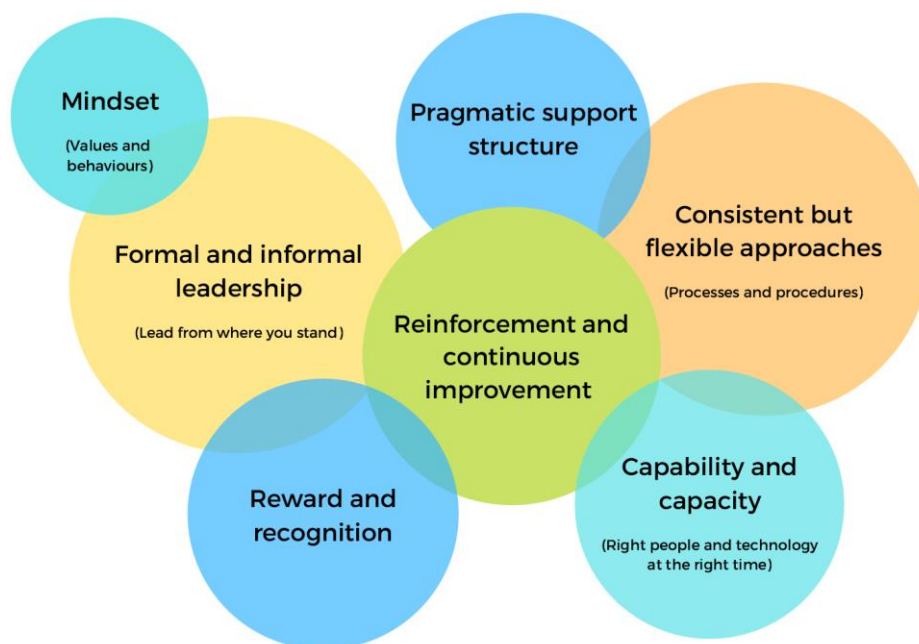 Mindset
(Values and
behaviours)
Formal and informal
leadership
(Lead from where you stand)
Pragmatic support
structure
Consistent but
flexible approaches
(Processes and procedures)
Reinforcement and
continuous
improvement
Reward and
recognition
Capability and
capacity
(Right people and technology
at the right time)